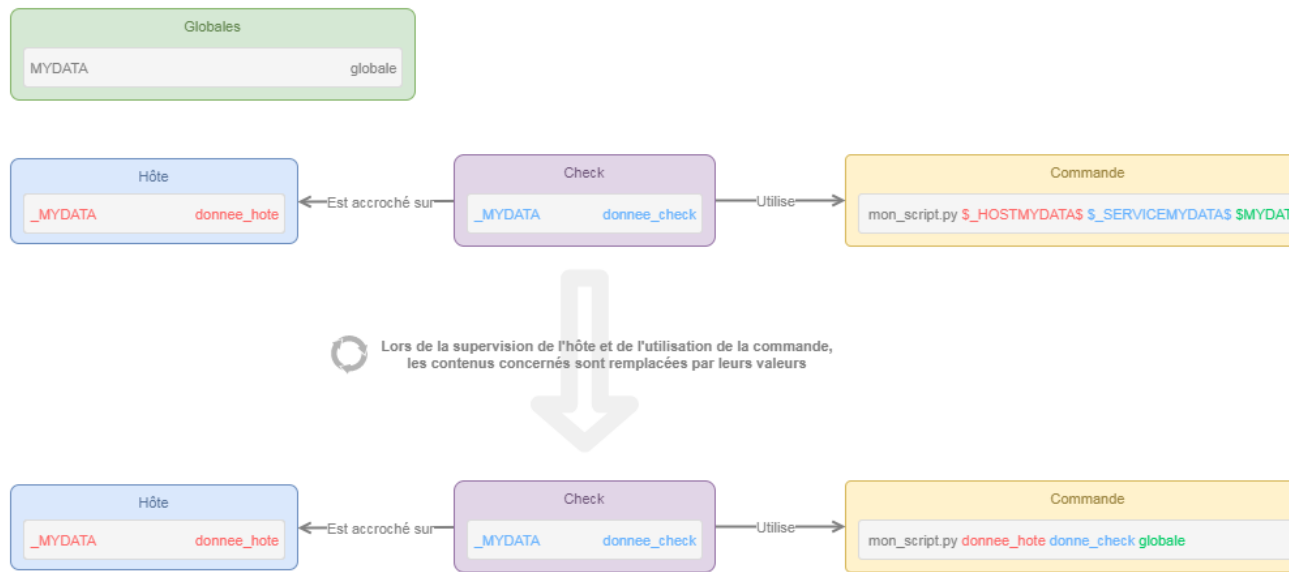 Globales
MYDATA globale
Hôte
_MYDATA donnee_hote
Est accroché sur
Check
_MYDATA donnee_check
Utilise
Commande
mon_script.py $_HOSTMYDATA$ $_SERVICEMYDATA$ $MYDAT
Lors de la supervision de l'hôte et de l'utilisation de la commande,
les contenus concernés sont remplacées par leurs valeurs
Hôte
_MYDATA donnee_hote
Est accroché sur
Check
_MYDATA donnee_check
Utilise
Commande
mon_script.py donnee_hote donne_check globale